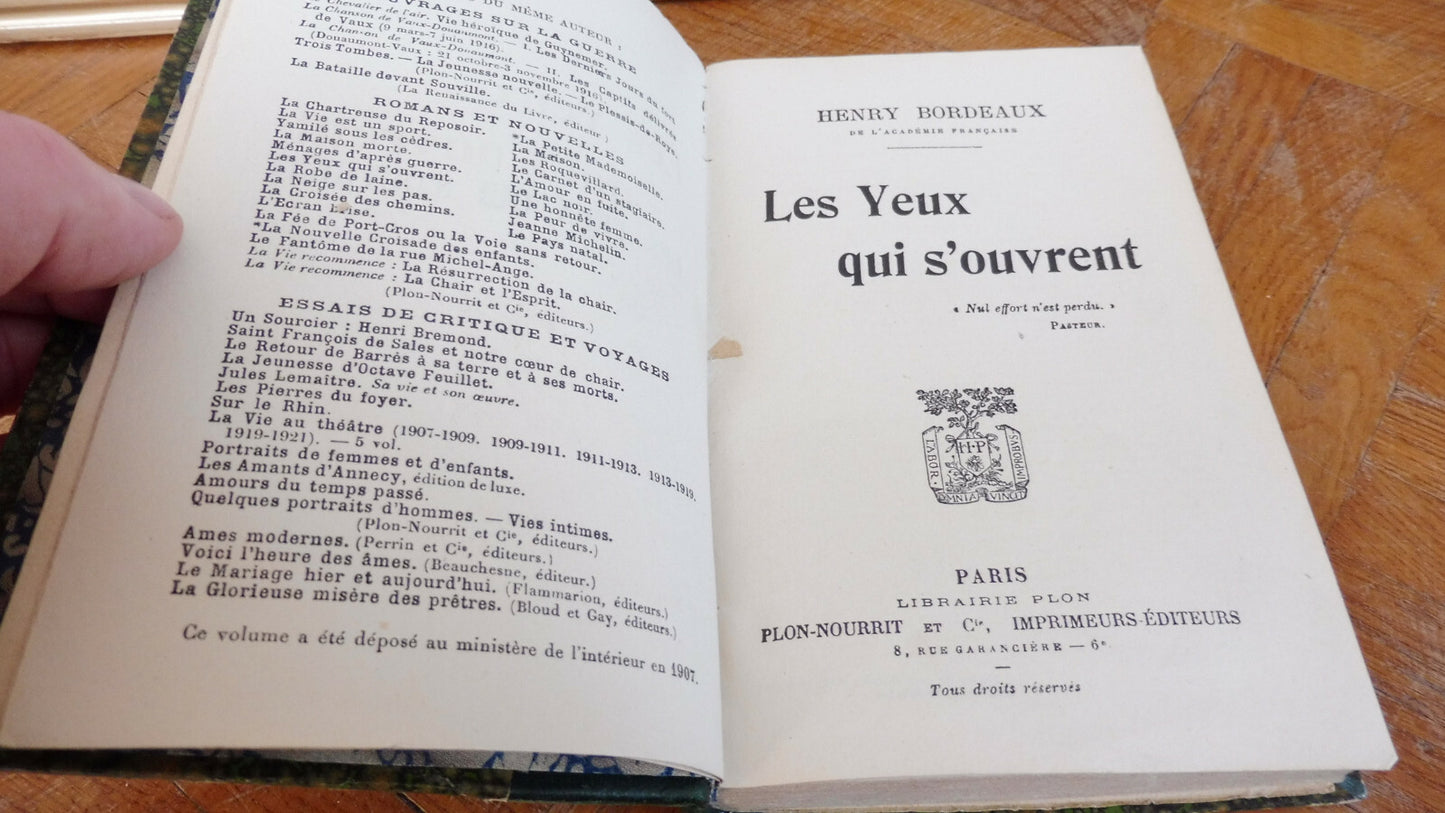 DU MÊME AUTEUR :
OUVRAGES SUR LA GUERRE
Le Chevalier de l'air. Vie héroïque de Guynemer.
La Chanson de Vaux-Douaumont. — I. Les Derniers Jours du fort
de Vaux (9 mars-7 juin 1916).
La Chanson de Vaux-Douaumont. — II. Les Captifs délivrés
(Douaumont-Vaux : 21 octobre-3 novembre 1916).
Trois Tombes. — La Jeunesse nouvelle. — Le Plessis-de-Roye.
(Plon-Nourrit et Cie, éditeurs.)
La Bataille devant Souville.
(La Renaissance du Livre, éditeur)
ROMANS ET NOUVELLES
La Chartreuse du Reposoir.
La Vie est un sport.
Yamilé sous les cèdres.
La Maison morte.
Ménages d'après guerre.
Les Yeux qui s'ouvrent.
La Robe de laine.
La Neige sur les pas.
La Croisée des chemins.
L'Ecran brisé.
*La Petite Mademoiselle.
La Maison.
Les Roquevillard.
Le Carnet d'un stagiaire.
L'Amour en fuite.
Le Lac noir.
Une honnête femme.
La Peur de vivre.
Jeanne Michelin.
Le Pays natal.
La Fée de Port-Cros ou la Voie sans retour.
*La Nouvelle Croisade des enfants.
Le Fantôme de la rue Michel-Ange.
La Vie recommence : La Résurrection de la chair.
La Vie recommence : La Chair et l'Esprit.
(Plon-Nourrit et Cie, éditeurs.)
ESSAIS DE CRITIQUE ET VOYAGES
Un Sourcier : Henri Bremond.
Saint François de Sales et notre cœur de chair.
Le Retour de Barrès à sa terre et à ses morts.
La Jeunesse d'Octave Feuillet.
Jules Lemaître. Sa vie et son œuvre.
Les Pierres du foyer.
Sur le Rhin.
La Vie au théâtre (1907-1909. 1909-1911. 1911-1913. 1913-1919.
1919-1921). — 5 vol.
Portraits de femmes et d'enfants.
Les Amants d'Annecy, édition de luxe.
Amours du temps passé.
Quelques portraits d'hommes. — Vies intimes.
(Plon-Nourrit et Cie, éditeurs.)
Ames modernes. (Perrin et Cie, éditeurs.)
Voici l'heure des âmes. (Beauchesne, éditeur.)
Le Mariage hier et aujourd'hui. (Flammarion, éditeurs.)
La Glorieuse misère des prêtres. (Bloud et Gay, éditeurs.)
Ce volume a été déposé au ministère de l'intérieur en 1907.
HENRY BORDEAUX
DE L'ACADÉMIE FRANÇAISE
Les Yeux
qui s'ouvrent
« Nul effort n'est perdu. »
PASTEUR.
LABOR
H·P
IMPROBVS
OMNIA VINCIT
PARIS
LIBRAIRIE PLON
PLON-NOURRIT ET Cie, IMPRIMEURS-ÉDITEURS
8, RUE GARANCIÈRE — 6e
Tous droits réservés